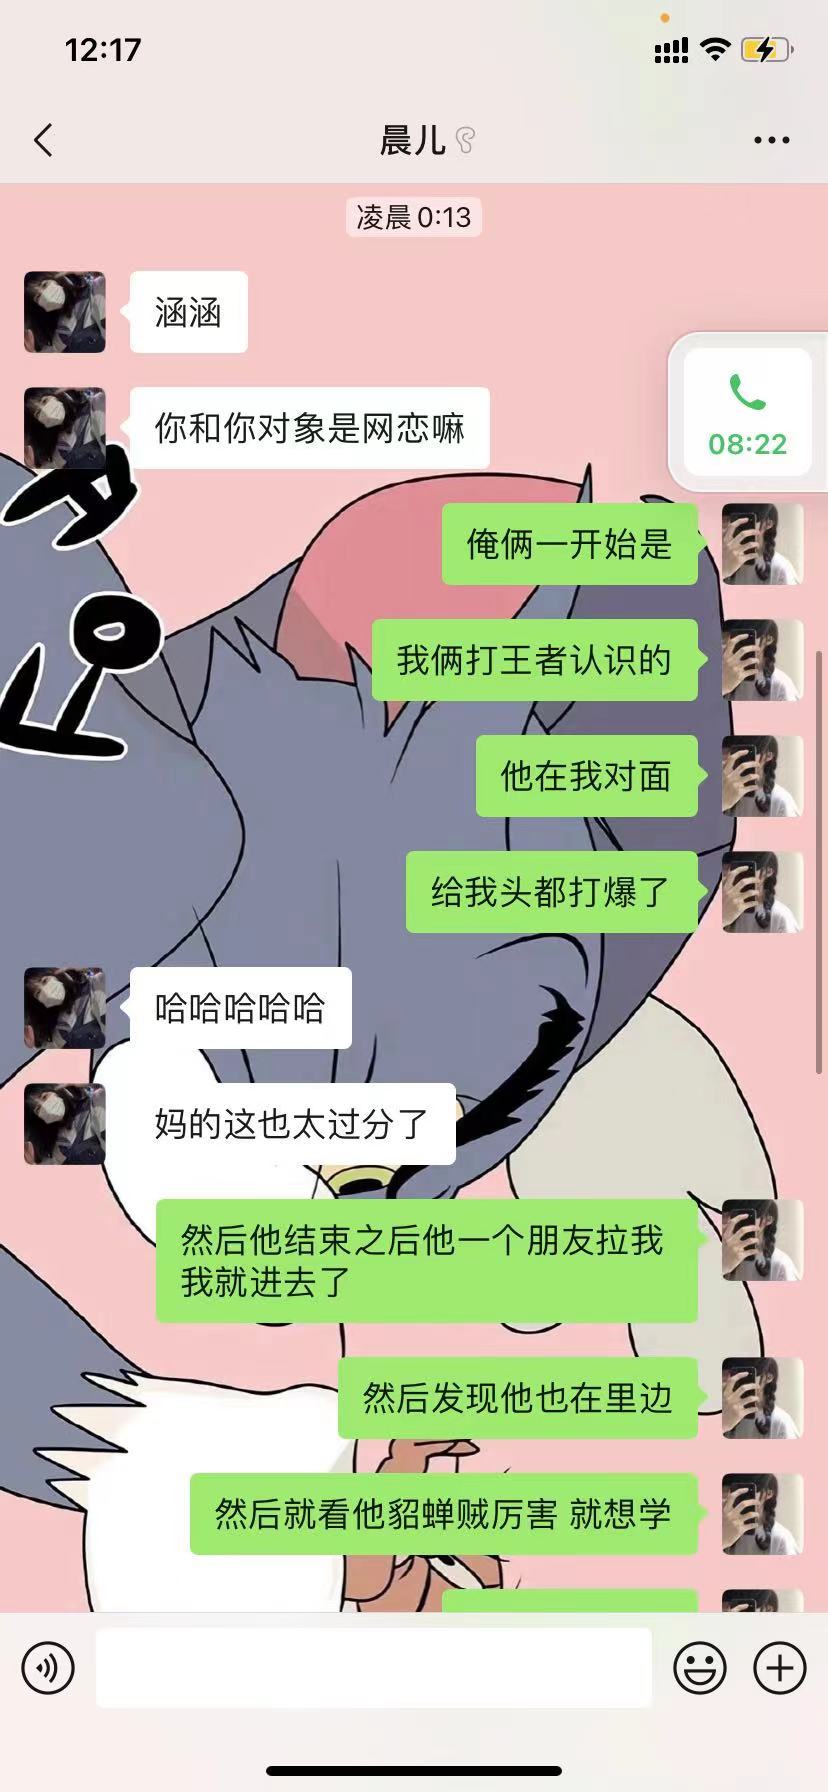 12:17
晨儿
凌晨 0:13
涵涵
你和你对象是网恋嘛
08:22
俺俩一开始是
我俩打王者认识的
他在我对面
给我头都打爆了
哈哈哈哈哈
妈的这也太过分了
然后他结束之后他一个朋友拉我
我就进去了
然后发现他也在里边
然后就看他貂蝉贼厉害 就想学